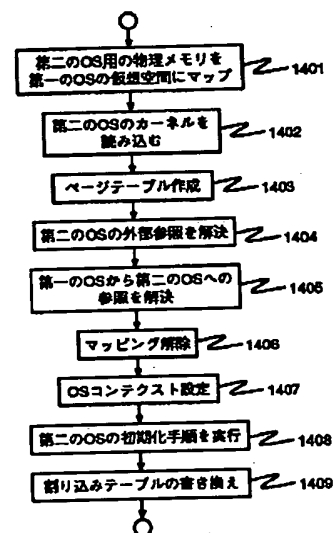 第二のOS用の物理メモリを
第一のOSの仮想空間にマップ
1401
第二のOSのカーネルを
読み込む
1402
ページテーブル作成
1403
第二のOSの外部参照を解決
1404
第一のOSから第二のOSへの
参照を解決
1405
マッピング解除
1406
OSコンテクスト設定
1407
第二のOSの初期化手順を実行
1408
割り込みテーブルの書き換え
1409